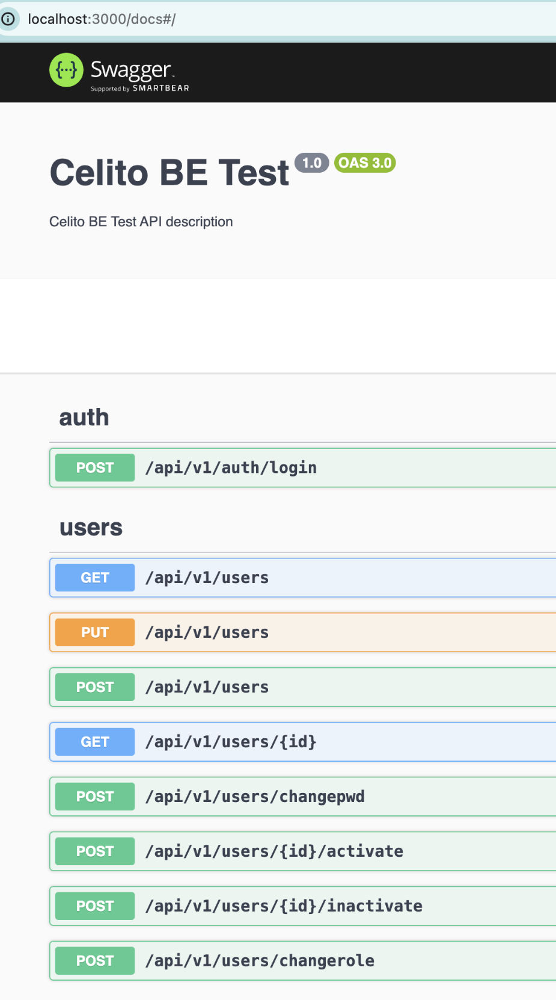 localhost:3000/docs#/
{···} Swagger™
Supported by SMARTBEAR
Celito BE Test 1.0 OAS 3.0
Celito BE Test API description
auth
POST /api/v1/auth/login
users
GET /api/v1/users
PUT /api/v1/users
POST /api/v1/users
GET /api/v1/users/{id}
POST /api/v1/users/changepwd
POST /api/v1/users/{id}/activate
POST /api/v1/users/{id}/inactivate
POST /api/v1/users/changerole